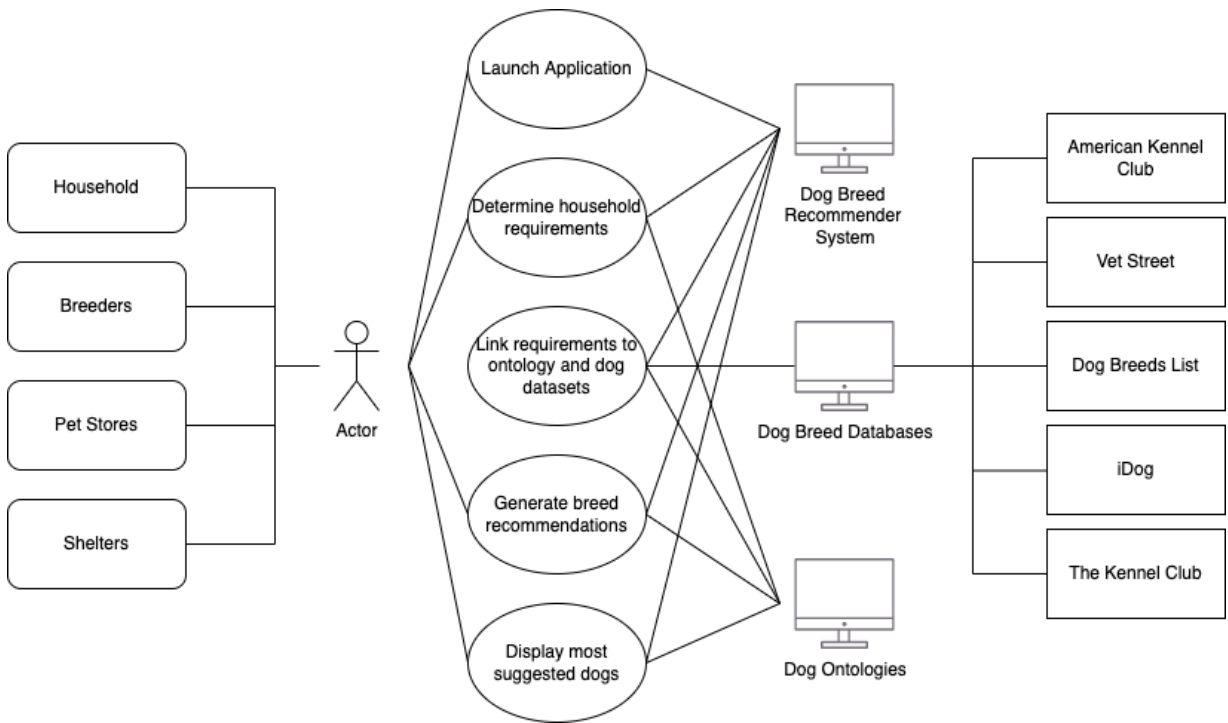 Household
Breeders
Pet Stores
Shelters
Actor
Launch Application
Determine household
requirements
Link requirements to
ontology and dog
datasets
Generate breed
recommendations
Display most
suggested dogs
Dog Breed
Recommender
System
Dog Breed Databases
Dog Ontologies
American Kennel
Club
Vet Street
Dog Breeds List
iDog
The Kennel Club